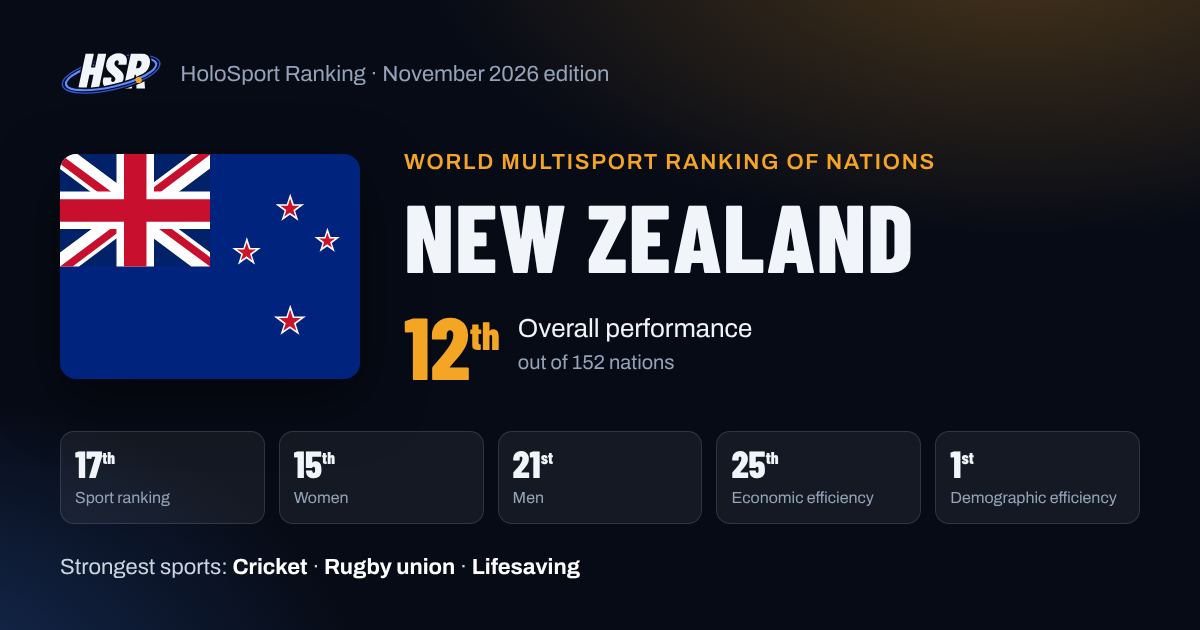 HSR HoloSport Ranking · November 2026 edition
WORLD MULTISPORT RANKING OF NATIONS
NEW ZEALAND
12th Overall performance
out of 152 nations
17th
Sport ranking
15th
Women
21st
Men
25th
Economic efficiency
1st
Demographic efficiency
Strongest sports: Cricket · Rugby union · Lifesaving